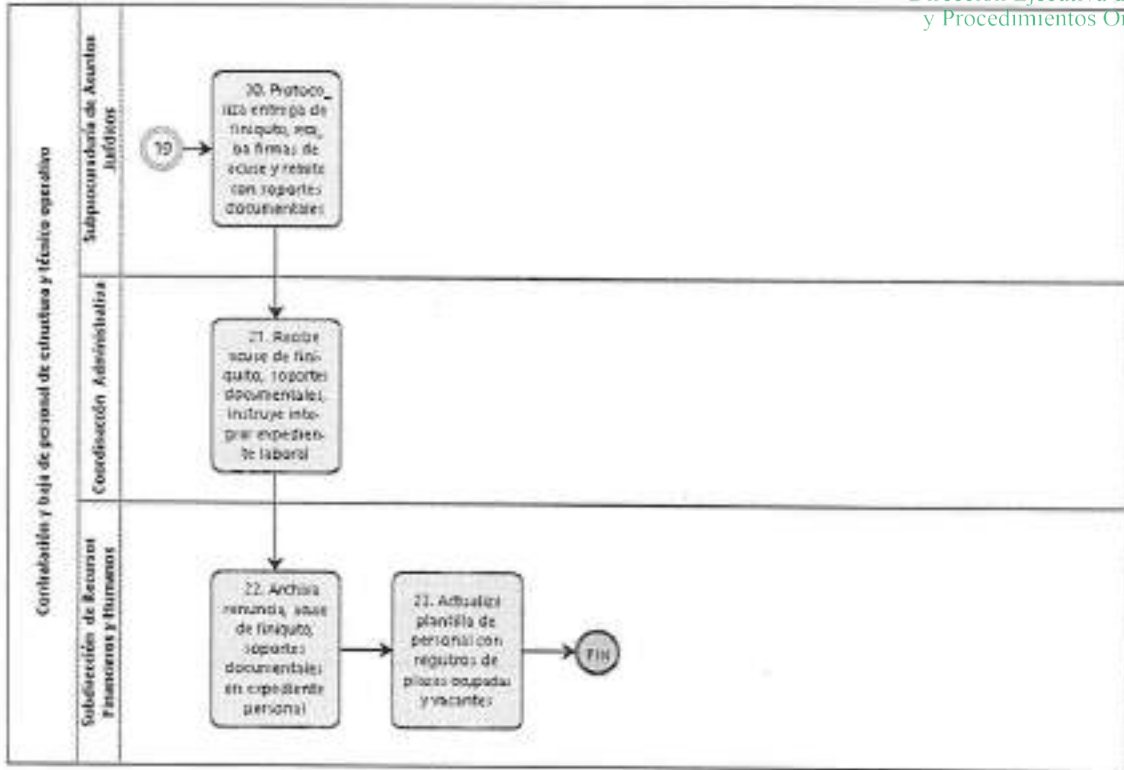 Dirección Ejecutiva d
y Procedimientos O
Contratación y baja de personal de estructura y técnico operativo
Subprocuraduría de Asuntos
Jurídicos
19
20. Protoco_
liza entrega de
finiquito,
ba firmas de
acuse y remite
con soportes
documentales
Coordinación Administrativa
21. Recibe
acuse de fini-
quito, soportes
documentales,
instruye inte-
grar expedien-
te laboral
Subdirección de Recursos
Financieros y Humanos
22. Archiva
renuncia, acuse
de finiquito,
soportes
documentales
en expediente
personal
23. Actualiza
plantilla de
personal con
registros de
plazas ocupadas
y vacantes
Fin